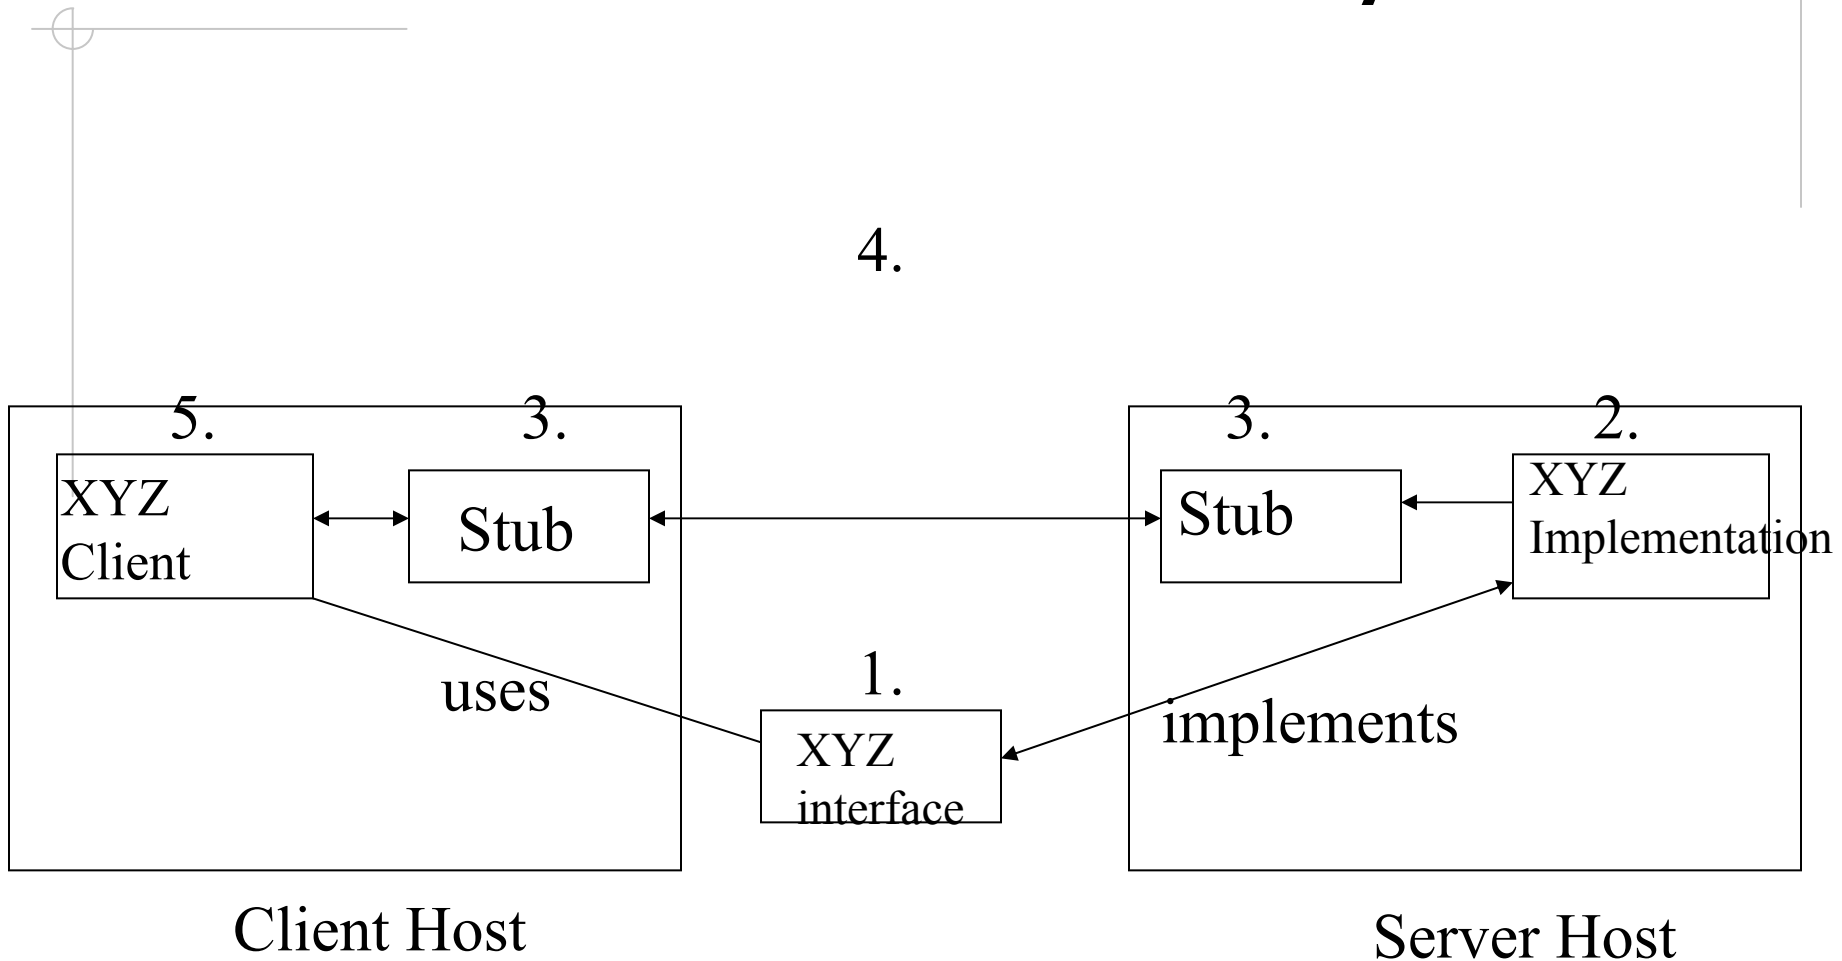 4.
5.
3.
3.
2.
XYZ
Client
Stub
Stub
XYZ
Implementation
uses
1.
implements
XYZ
interface
Client Host
Server Host